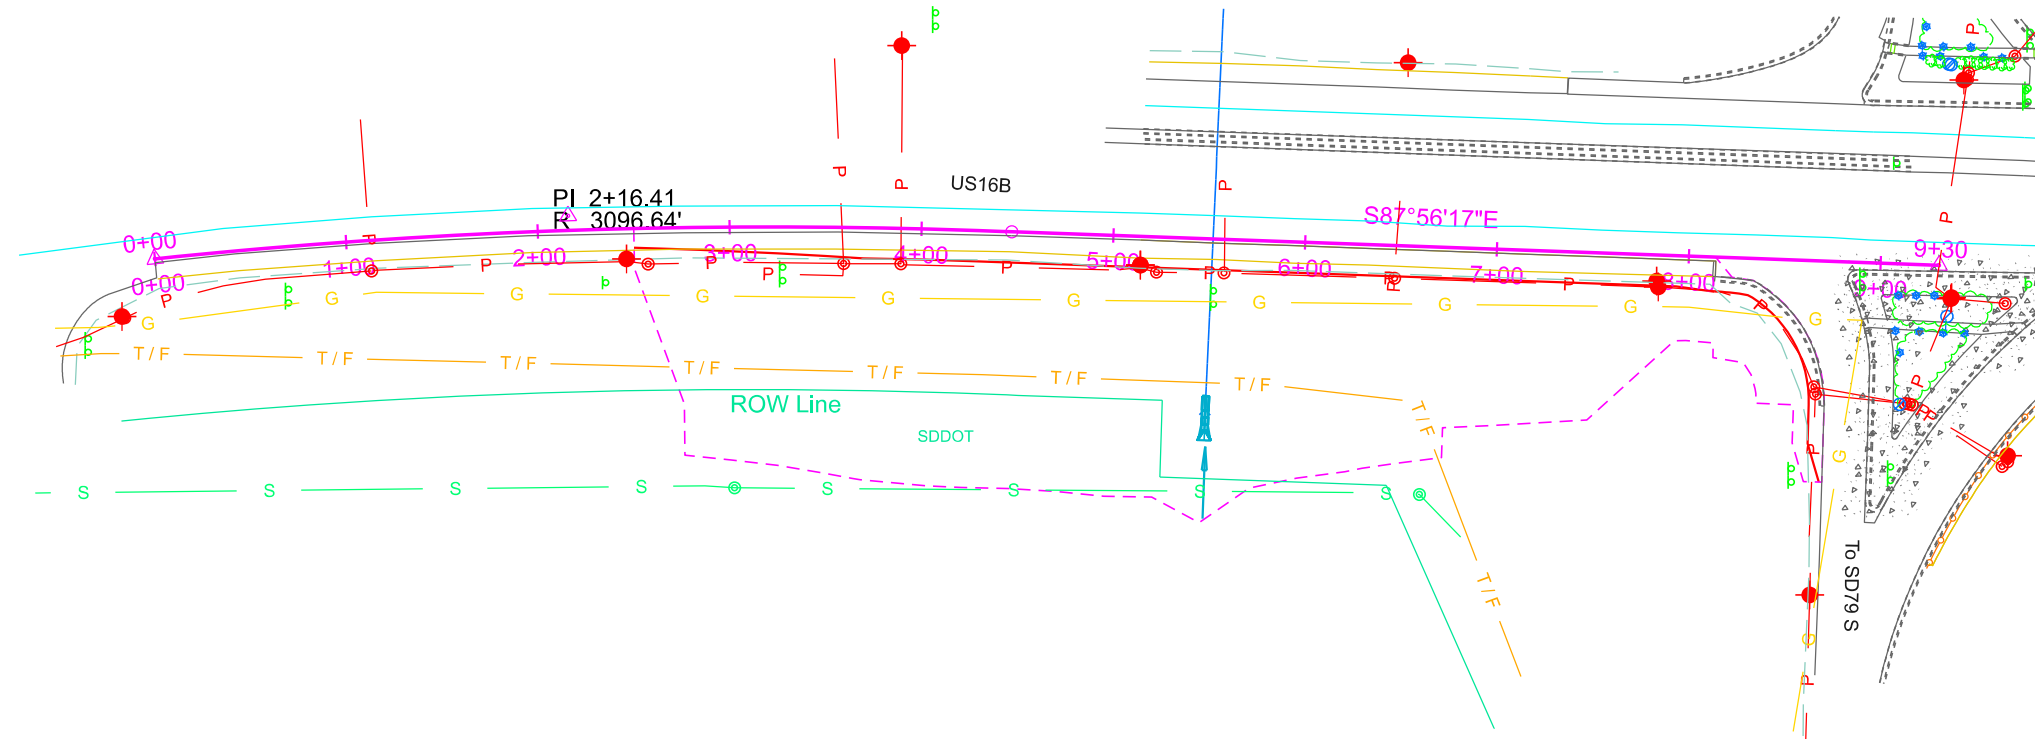 P
US16B
PI 2+16.41
R 3096.64'
S87°56'17"E
0+00
9+30
0+00
1+00
2+00
3+00
4+00
5+00
6+00
7+00
8+00
9+00
P P P P P P P P P P P P P
G G G G G G G G G G
T / F T / F T / F T / F T / F T / F T / F
ROW Line
T / F
SDDOT
S S S S S S S S
G
T / F
To SD79 S
G
P